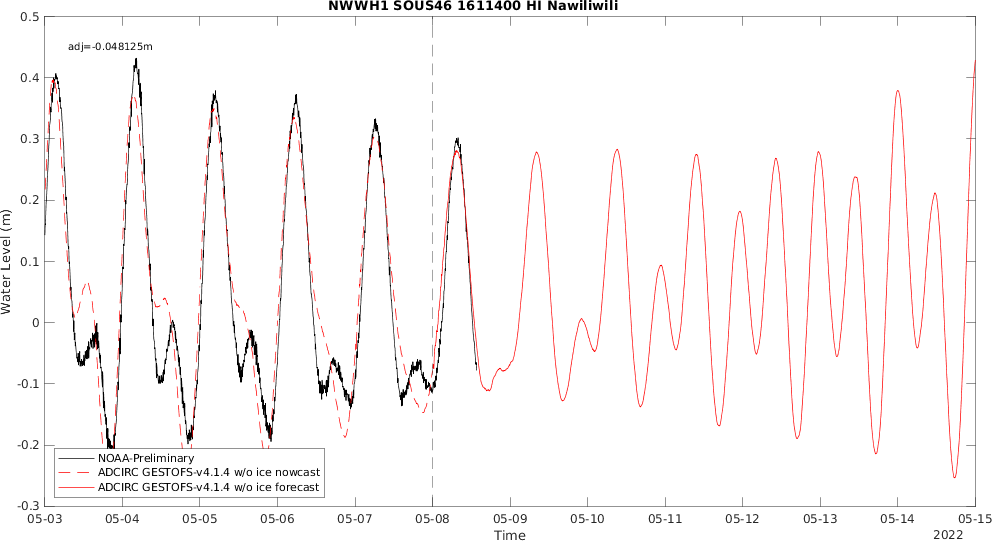 NWWH1 SOUS46 1611400 HI Nawiliwili
adj=-0.048125m
Water Level (m)
0.5
0.4
0.3
0.2
0.1
0
-0.1
-0.2
-0.3
NOAA-Preliminary
ADCIRC GESTOFS-v4.1.4 w/o ice nowcast
ADCIRC GESTOFS-v4.1.4 w/o ice forecast
05-03 05-04 05-05 05-06 05-07 05-08 05-09 05-10 05-11 05-12 05-13 05-14 05-15
Time
2022